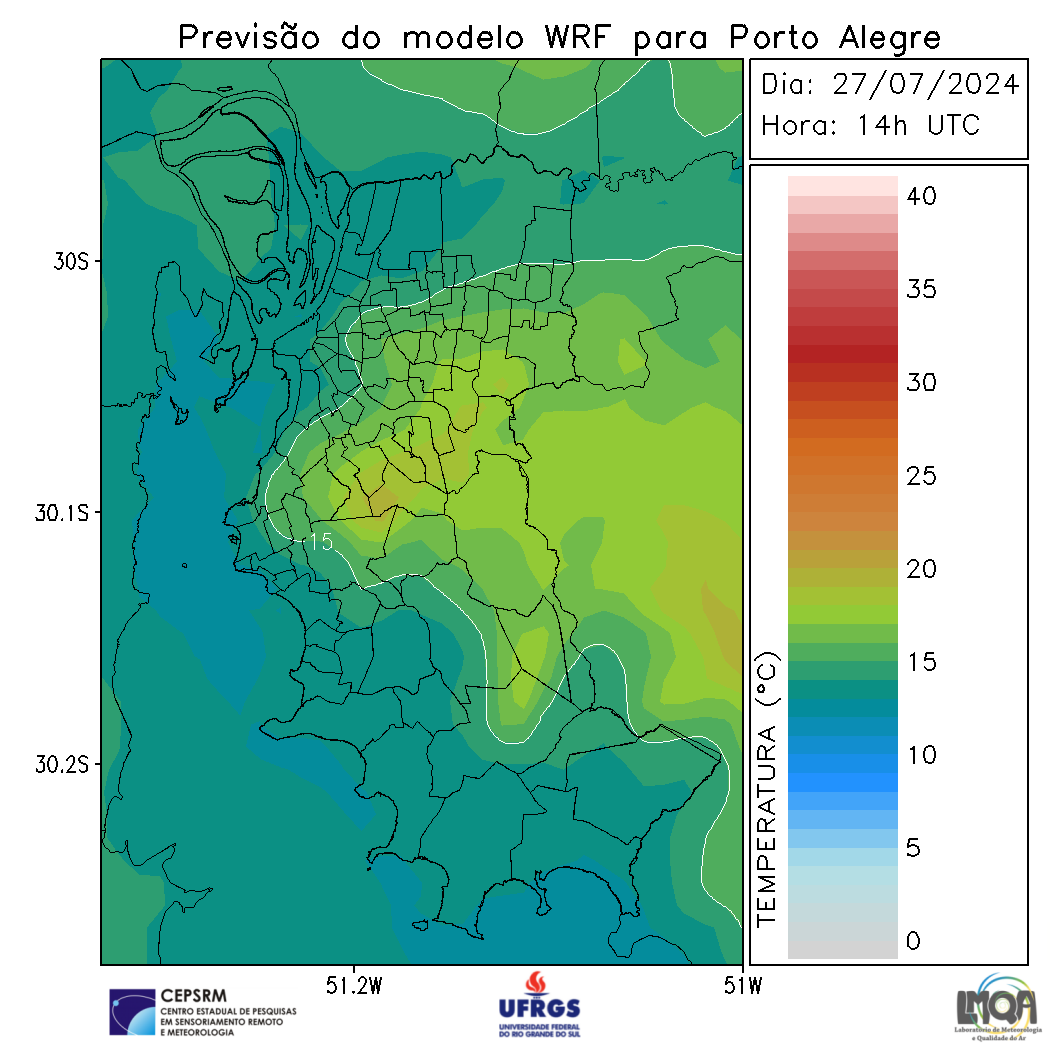 Previsão do modelo WRF para Porto Alegre
Dia: 27/07/2024
Hora: 14h UTC
30S
30.1S
30.2S
51.2W
51W
15
40
35
30
25
20
15
10
5
0
TEMPERATURA (°C)
CEPSRM
CENTRO ESTADUAL DE PESQUISAS
EM SENSORIAMENTO REMOTO
E METEOROLOGIA
UFRGS
UNIVERSIDADE FEDERAL
DO RIO GRANDE DO SUL
LMQA
Laboratório de Meteorologia
e Qualidade do Ar